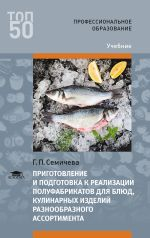 ТОП
50
ПРОФЕССИОНАЛЬНОЕ
ОБРАЗОВАНИЕ
Учебник
Г. П. Семичева
ПРИГОТОВЛЕНИЕ
И ПОДГОТОВКА К РЕАЛИЗАЦИИ
ПОЛУФАБРИКАТОВ ДЛЯ БЛЮД,
КУЛИНАРНЫХ ИЗДЕЛИЙ
РАЗНООБРАЗНОГО
АССОРТИМЕНТА